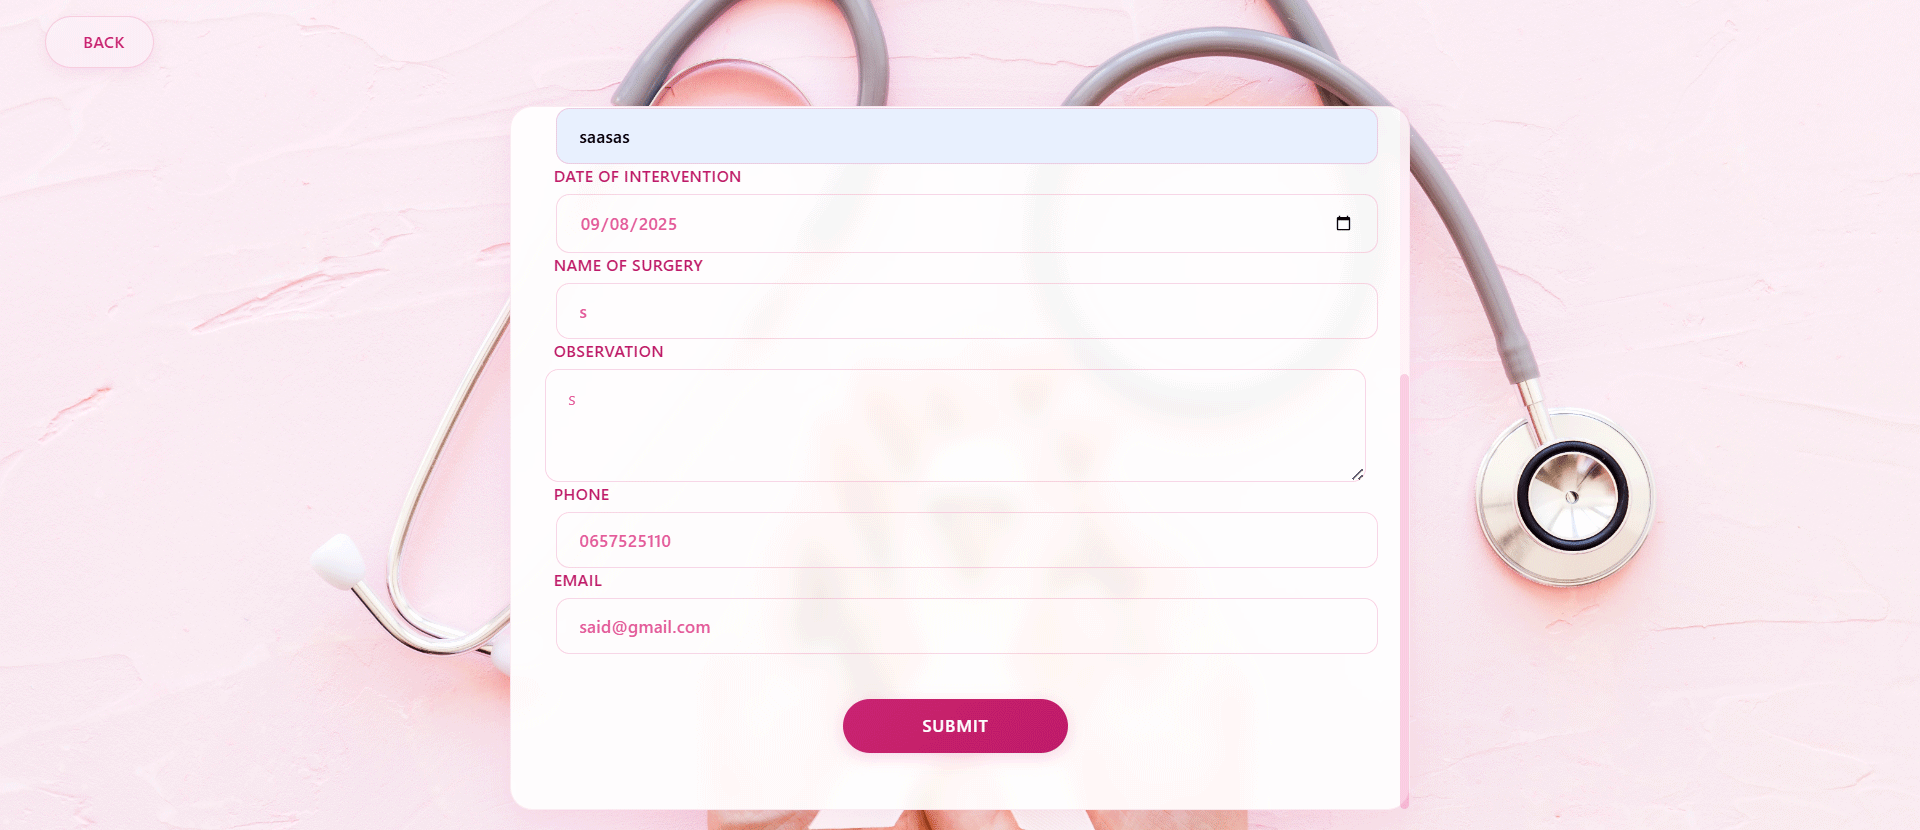 BACK
saasas
DATE OF INTERVENTION
09/08/2025
NAME OF SURGERY
s
OBSERVATION
s
PHONE
0657525110
EMAIL
said@gmail.com
SUBMIT